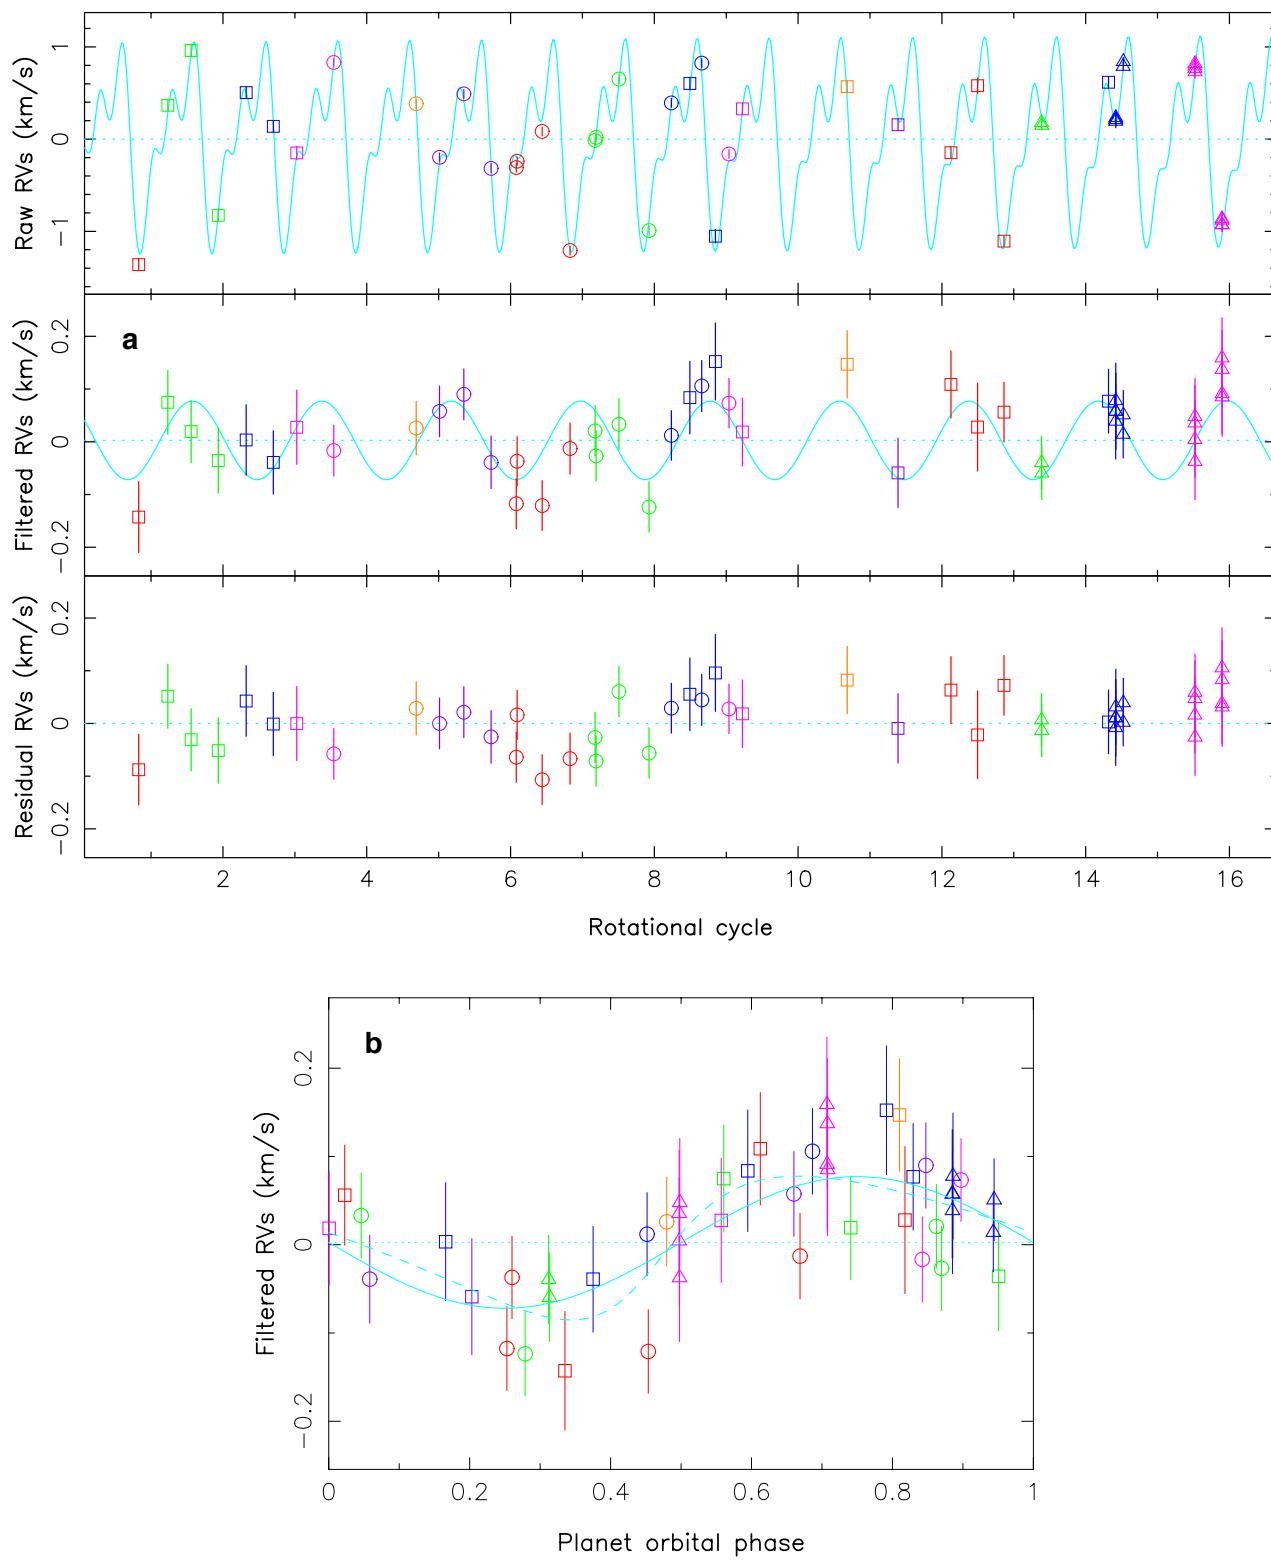 Raw RVs (km/s)
1
0
−1
a
Filtered RVs (km/s)
0.2
0
−0.2
Residual RVs (km/s)
0.2
0
−0.2
2 4 6 8 10 12 14 16
Rotational cycle
b
Filtered RVs (km/s)
0.2
0
−0.2
0 0.2 0.4 0.6 0.8 1
Planet orbital phase